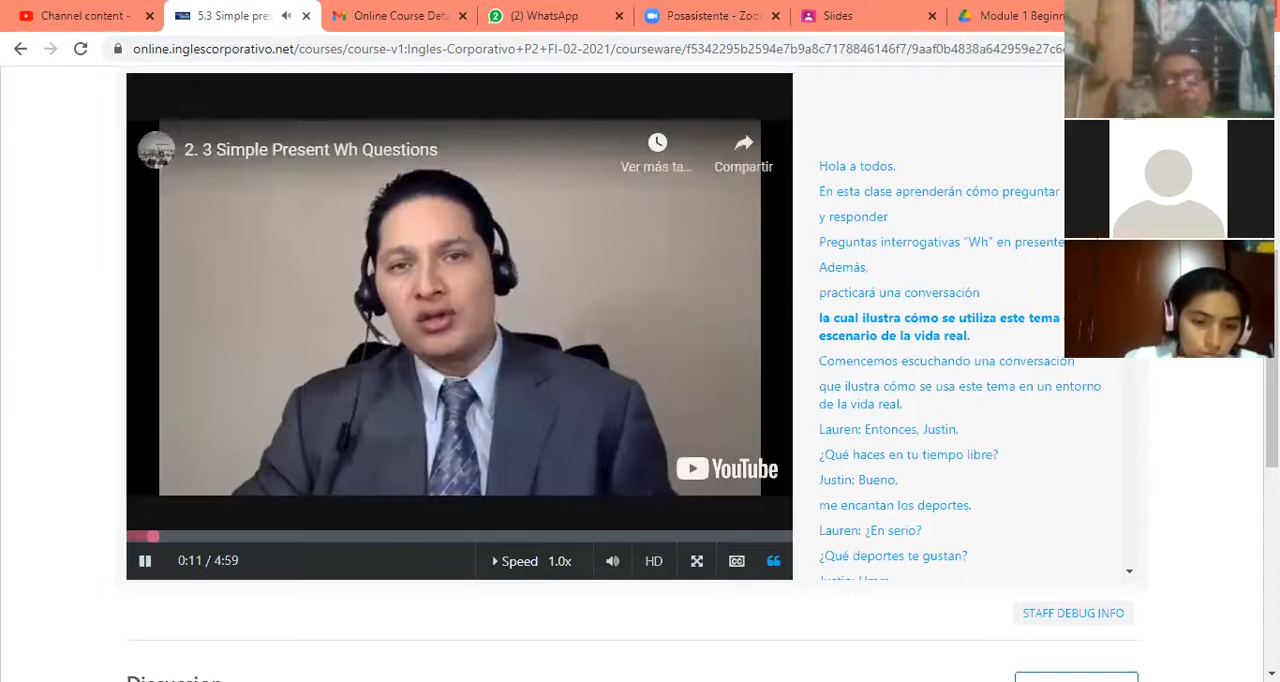 Channel content -
5.3 Simple pres
Online Course Deta
(2) WhatsApp
Posasistente - Zoo
Slides
Module 1 Beginn
online.inglescorporativo.net/courses/course-v1:Ingles-Corporativo+P2+FI-02-2021/courseware/f5342295b2594e7b9a8c7178846146f7/9aaf0b4838a642959e27c6
2. 3 Simple Present Wh Questions
Ver más ta...
Compartir
YouTube
0:11 / 4:59
Speed 1.0x
HD
Hola a todos.
En esta clase aprenderán cómo preguntar
y responder
Preguntas interrogativas "Wh" en presente
Además,
practicará una conversación
la cual ilustra cómo se utiliza este tema
escenario de la vida real.
Comencemos escuchando una conversación
que ilustra cómo se usa este tema en un entorno
de la vida real.
Lauren: Entonces, Justin,
¿Qué haces en tu tiempo libre?
Justin: Bueno,
me encantan los deportes.
Lauren: ¿En serio?
¿Qué deportes te gustan?
STAFF DEBUG INFO
Discussion